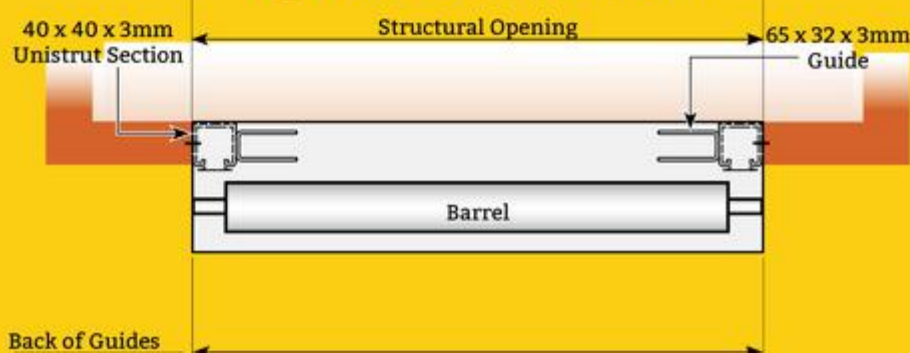 40 x 40 x 3mm
Unistrut Section
Structural Opening
65 x 32 x 3mm
Guide
Barrel
Back of Guides